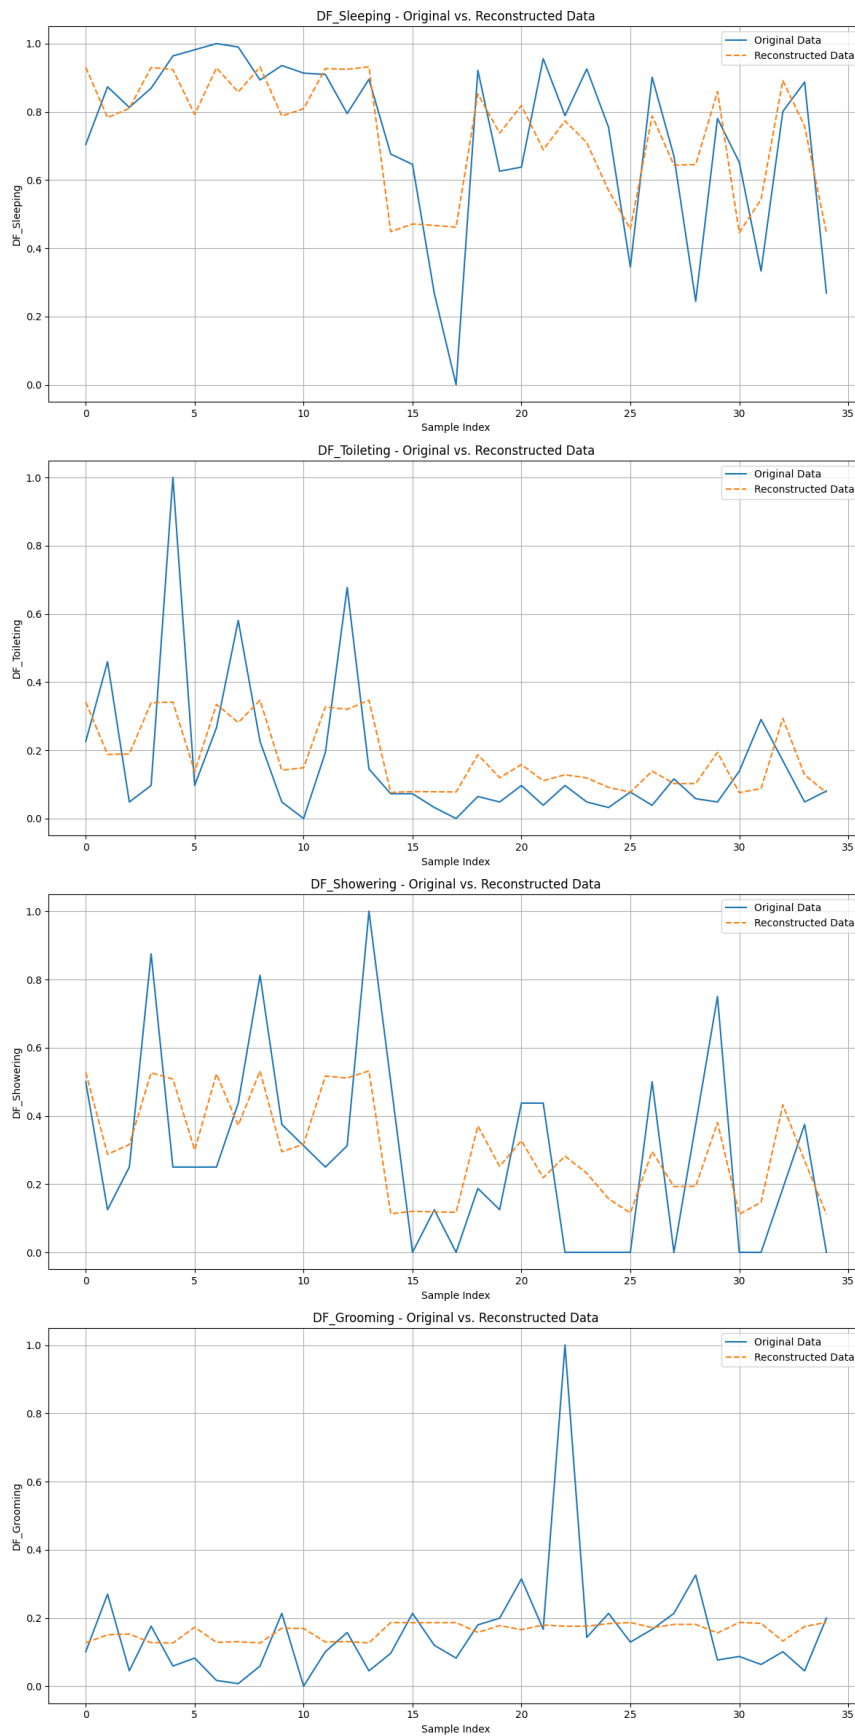 DF_Sleeping - Original vs. Reconstructed Data
Original Data
Reconstructed Data
1.0
0.8
0.6
0.4
0.2
0.0
DF_Sleeping
0 5 10 15 20 25 30 35
Sample Index
DF_Toileting - Original vs. Reconstructed Data
Original Data
Reconstructed Data
1.0
0.8
0.6
0.4
0.2
0.0
DF_Toileting
0 5 10 15 20 25 30 35
Sample Index
DF_Showering - Original vs. Reconstructed Data
Original Data
Reconstructed Data
1.0
0.8
0.6
0.4
0.2
0.0
DF_Showering
0 5 10 15 20 25 30 35
Sample Index
DF_Grooming - Original vs. Reconstructed Data
Original Data
Reconstructed Data
1.0
0.8
0.6
0.4
0.2
0.0
DF_Grooming
0 5 10 15 20 25 30 35
Sample Index